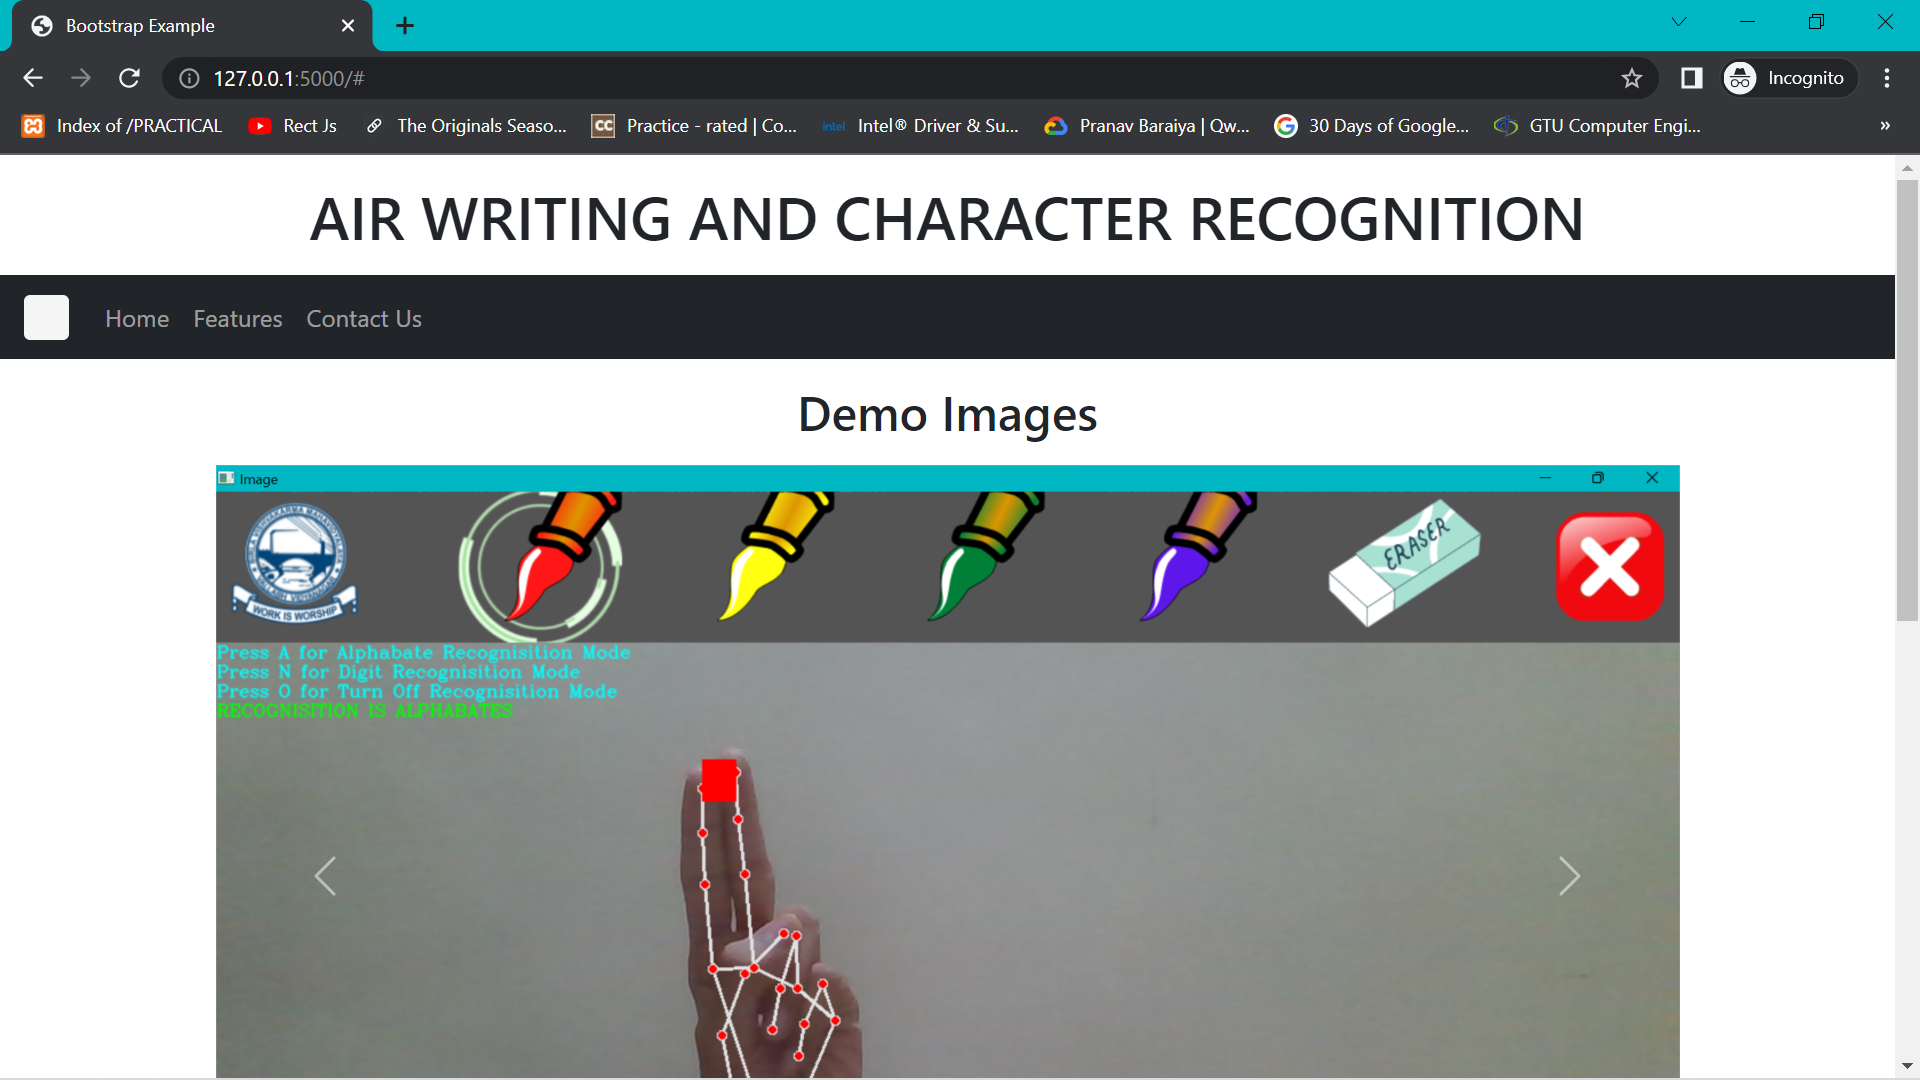 Bootstrap Example
127.0.0.1:5000/#
Incognito
Index of /PRACTICAL
Rect Js
The Originals Seaso...
CC
Practice - rated | Co...
intel
Intel® Driver & Su...
Pranav Baraiya | Qw...
30 Days of Google...
GTU Computer Engi...
»
AIR WRITING AND CHARACTER RECOGNITION
Home
Features
Contact Us
Demo Images
Image
WORK IS WORSHIP
ERASER
Press A for Alphabate Recognisition Mode
Press N for Digit Recognisition Mode
Press O for Turn Off Recognisition Mode
RECOGNISITION IS ALPHABATES